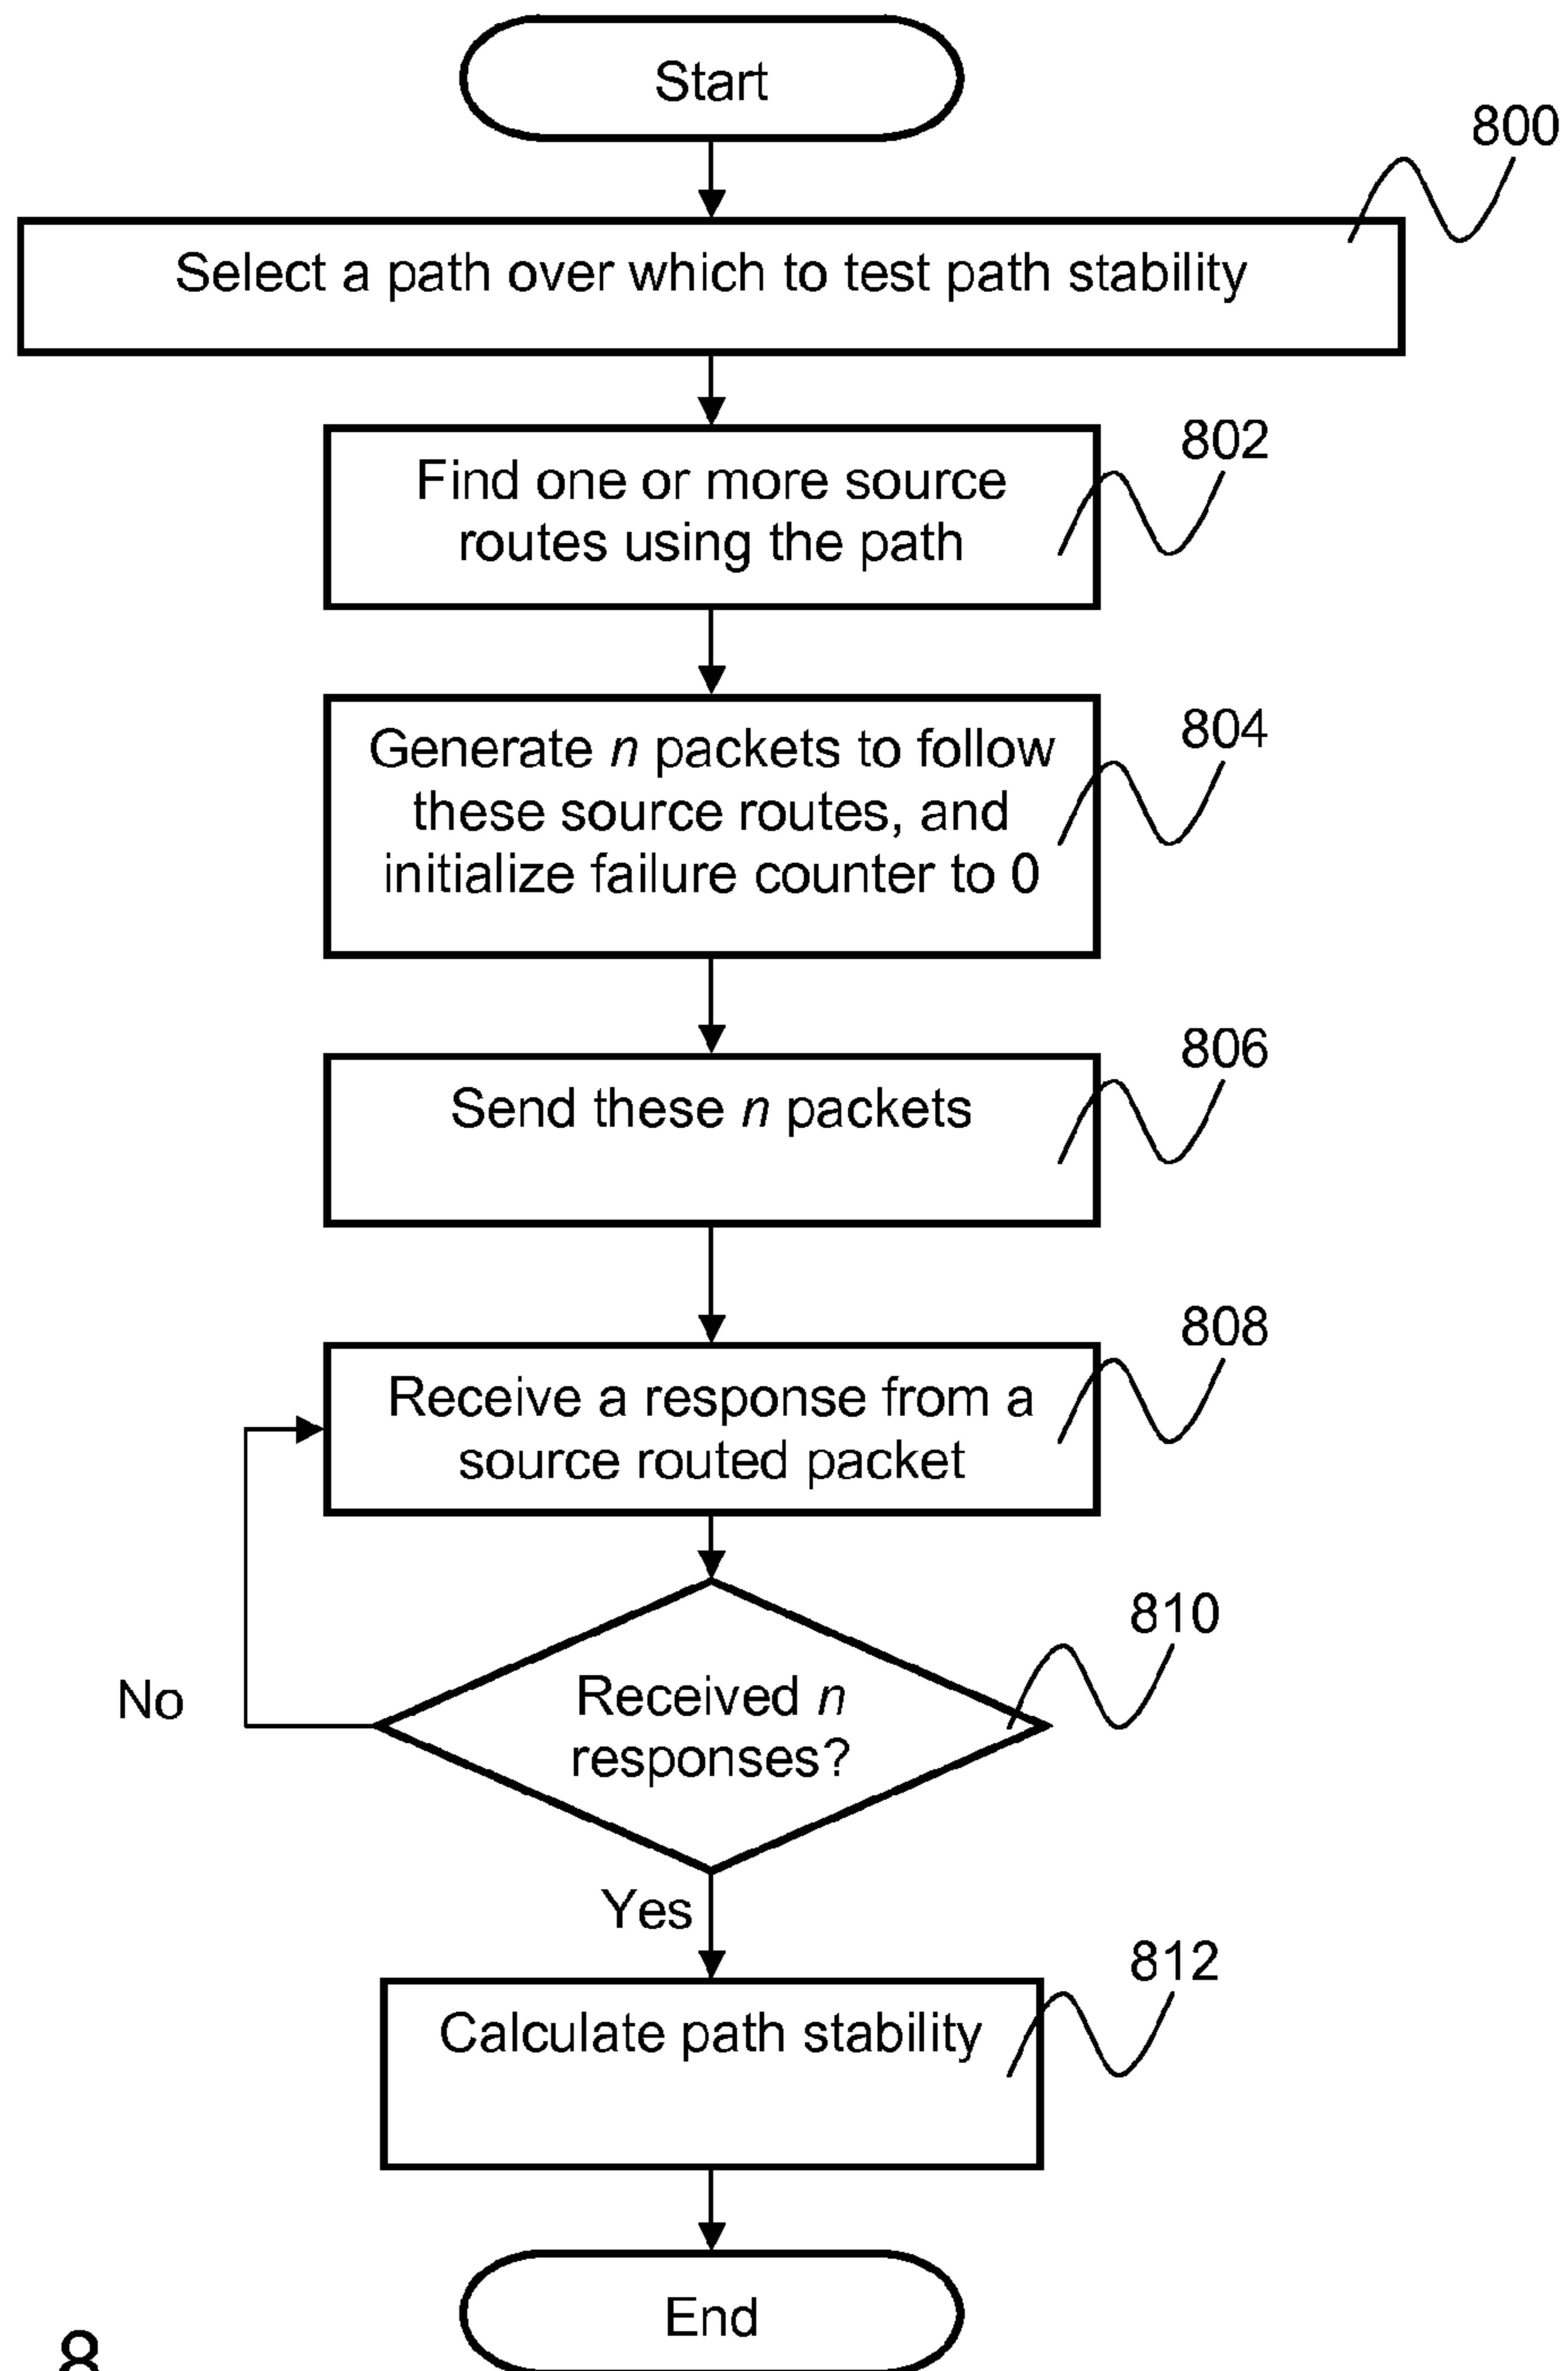 Start
800
Select a path over which to test path stability
802
Find one or more source
routes using the path
804
Generate n packets to follow
these source routes, and
initialize failure counter to 0
806
Send these n packets
808
Receive a response from a
source routed packet
810
Received n
responses?
No
Yes
812
Calculate path stability
End
8